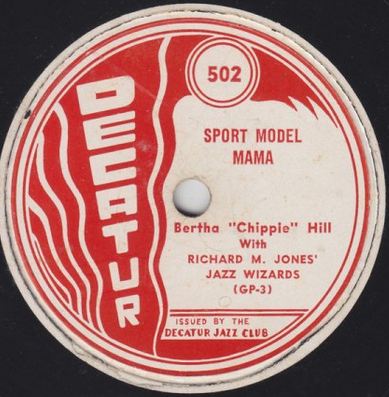 DECATUR
502
SPORT MODEL
MAMA
Bertha "Chippie" Hill
With
RICHARD M. JONES'
JAZZ WIZARDS
(GP-3)
ISSUED BY THE
DECATUR JAZZ CLUB